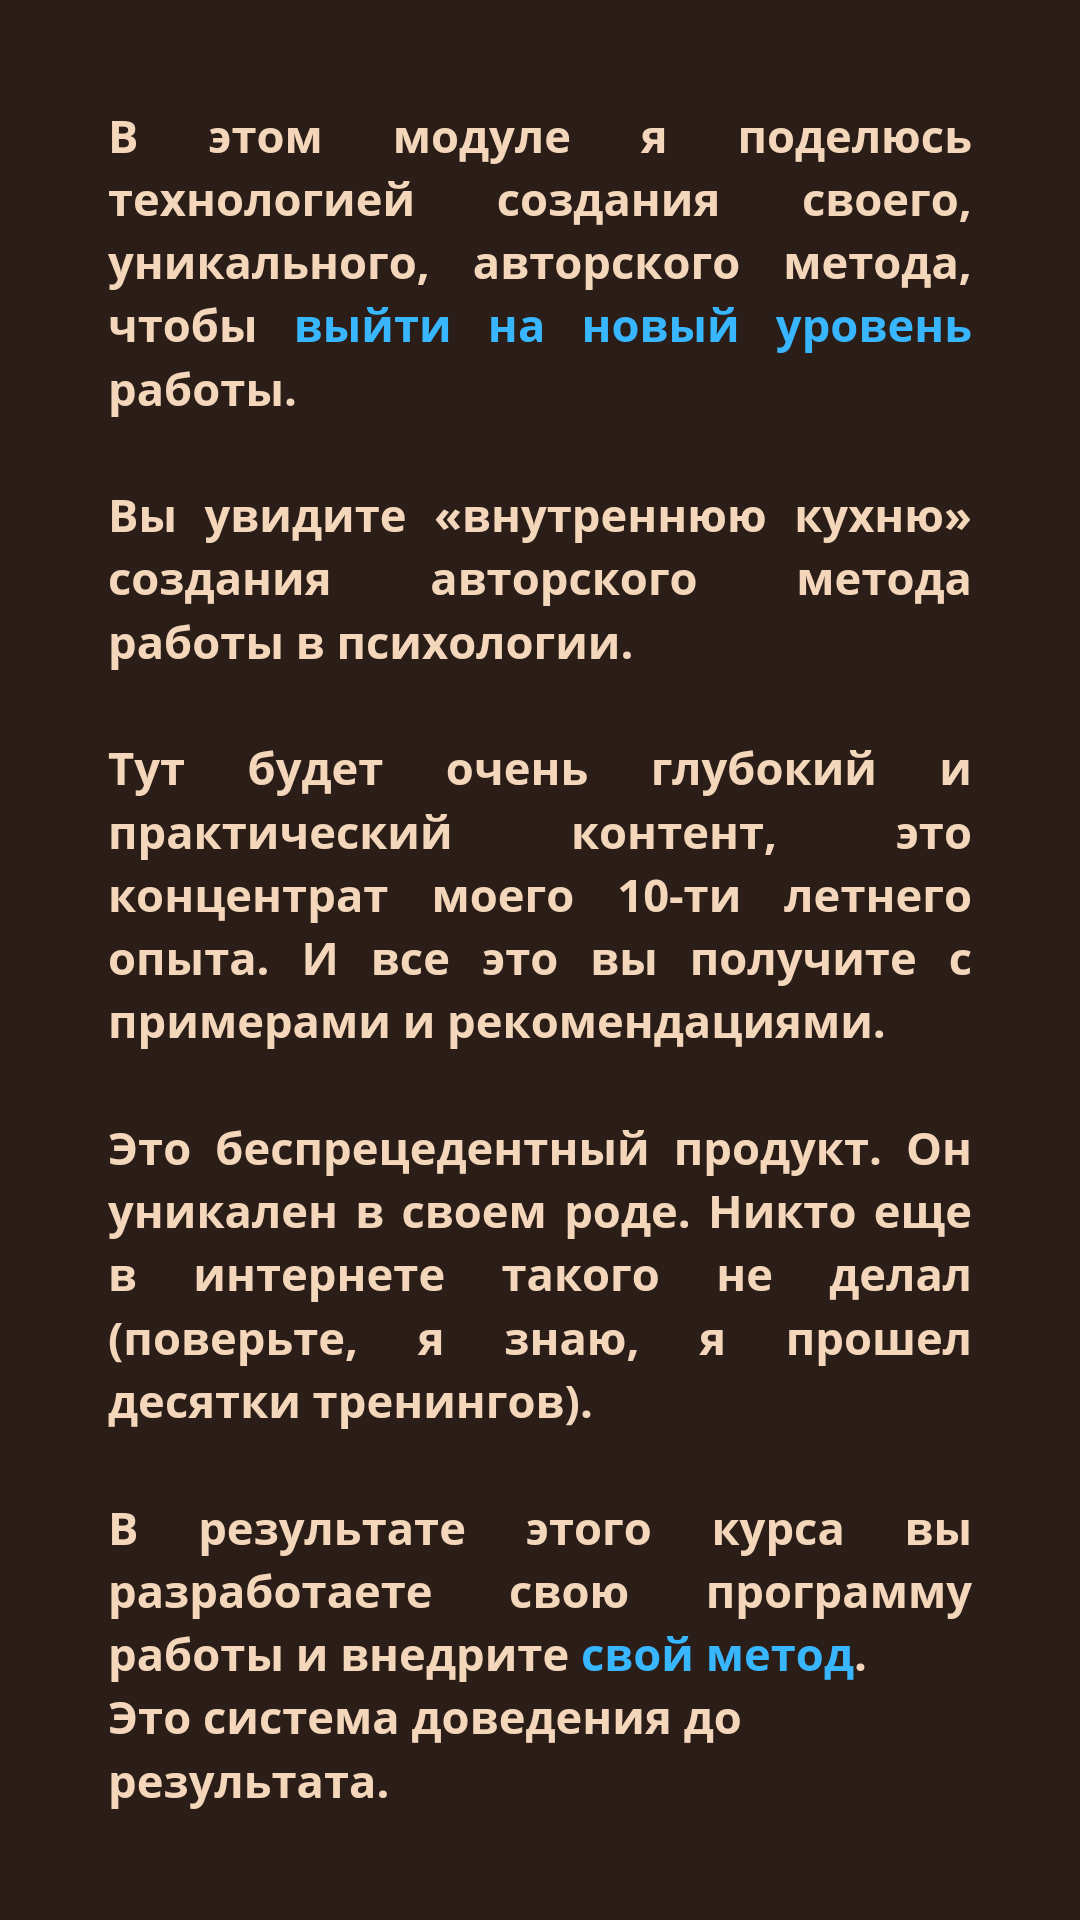 В этом модуле я поделюсь
технологией создания своего,
уникального, авторского метода,
чтобы выйти на новый уровень
работы.
Вы увидите «внутреннюю кухню»
создания авторского метода
работы в психологии.
Тут будет очень глубокий и
практический контент, это
концентрат моего 10-ти летнего
опыта. И все это вы получите с
примерами и рекомендациями.
Это беспрецедентный продукт. Он
уникален в своем роде. Никто еще
в интернете такого не делал
(поверьте, я знаю, я прошел
десятки тренингов).
В результате этого курса вы
разработаете свою программу
работы и внедрите свой метод.
Это система доведения до
результата.